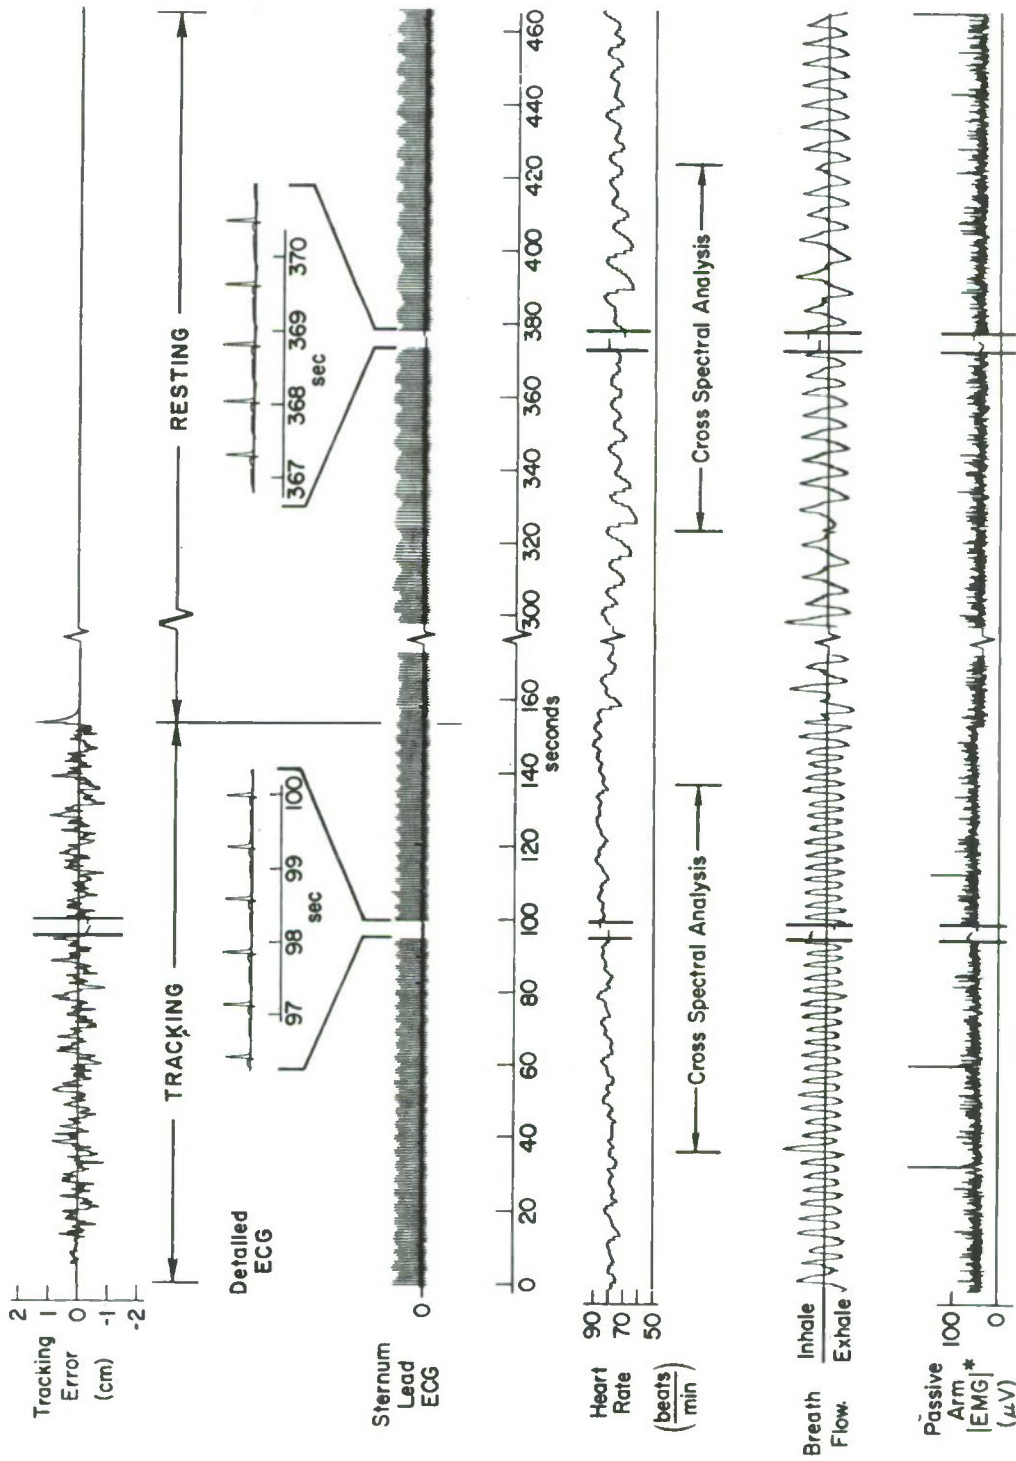 Tracking
Error
(cm)
2
1
0
-1
-2
TRACKING
RESTING
Detailed
ECG
97 98 99 100
sec
367 368 369 370
sec
Sternum
Lead
ECG
0
0 20 40 60 80 100 120 140 160 300 320 340 360 380 400 420 440 460
seconds
Heart
Rate
(beats
min)
90
70
50
Cross Spectral Analysis
Cross Spectral Analysis
Breath
Flow.
Inhale
Exhale
Passive
Arm
|EMG|*
(μV)
100
0